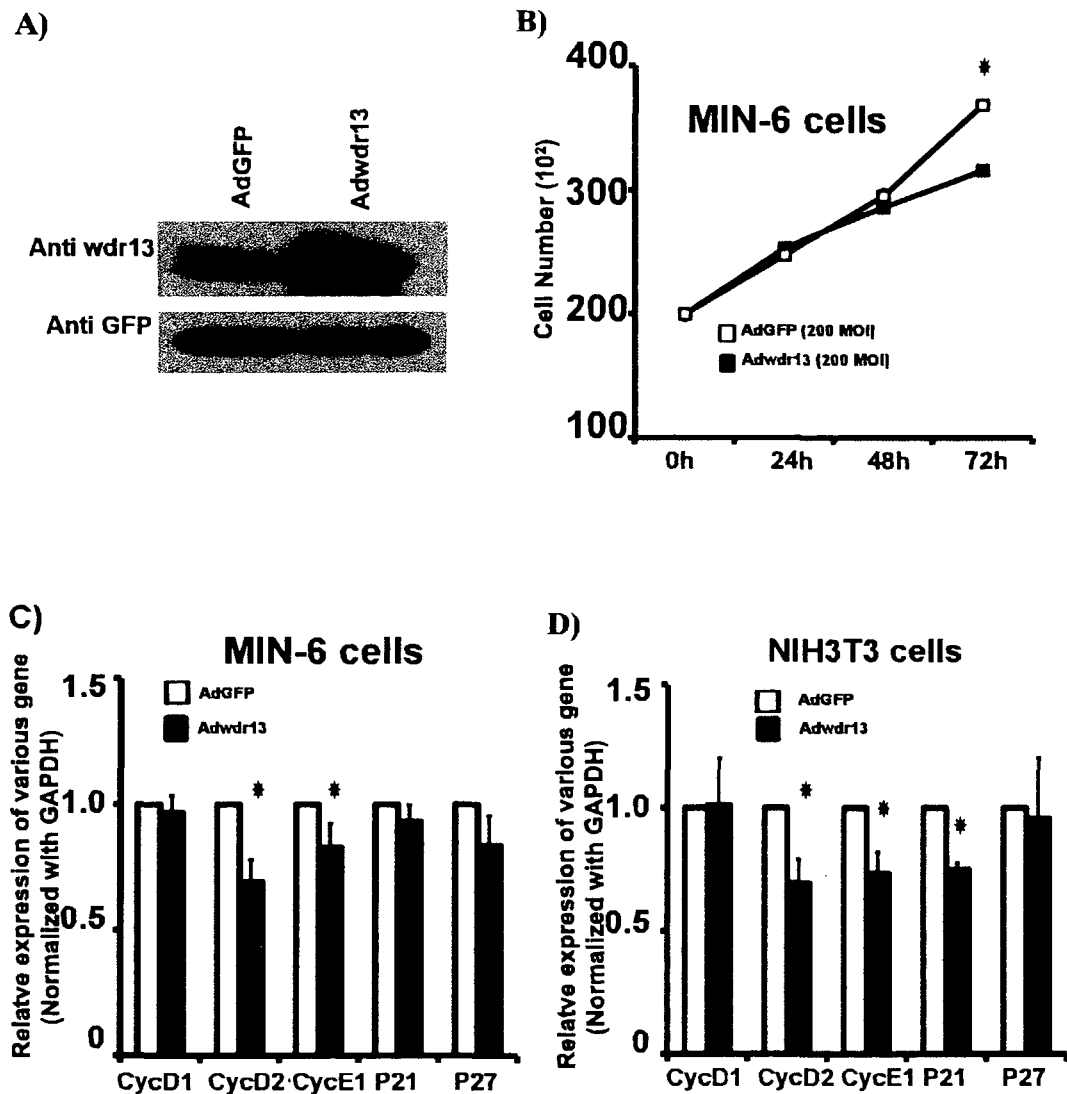 A)
AdGFP
Adwdr13
Anti wdr13
Anti GFP
B)
400
300
200
100
Cell Number (10²)
MIN-6 cells
*
AdGFP (200 MOI)
Adwdr13 (200 MOI)
0h 24h 48h 72h
C)
MIN-6 cells
Relatve expression of various gene
(Normalized with GAPDH)
1.5
1.0
0.5
0
AdGFP
Adwdr13
* *
CycD1 CycD2 CycE1 P21 P27
D)
NIH3T3 cells
Relatve expression of various gene
(Normalized with GAPDH)
1.5
1.0
0.5
0
AdGFP
Adwdr13
* * *
CycD1 CycD2 CycE1 P21 P27